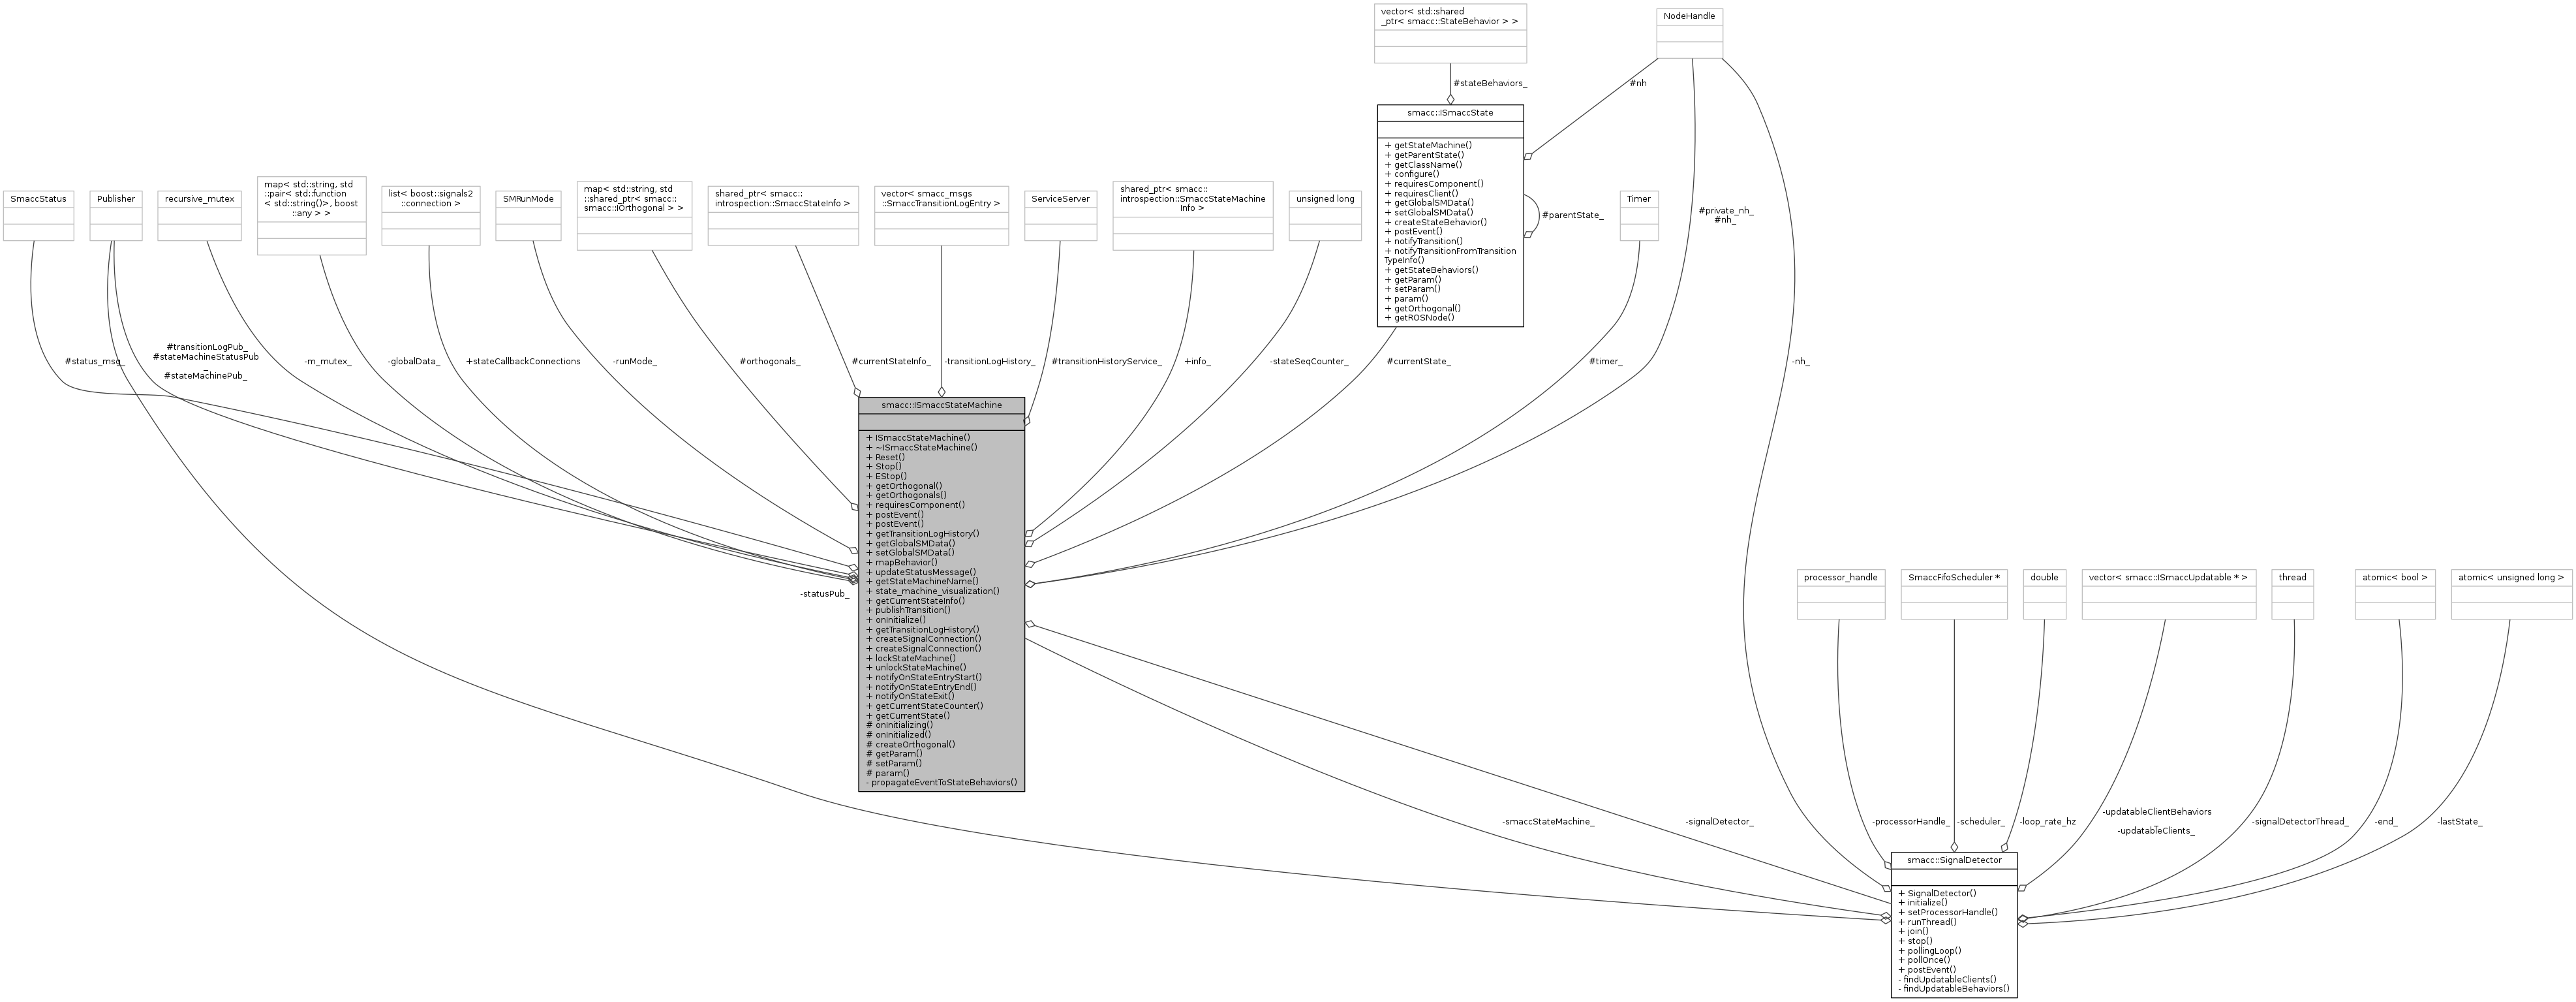 vector< std::shared
_ptr< smacc::StateBehavior > >
NodeHandle
#stateBehaviors_
#nh
smacc::ISmaccState
+ getStateMachine()
+ getParentState()
+ getClassName()
+ configure()
+ requiresComponent()
+ requiresClient()
+ getGlobalSMData()
+ setGlobalSMData()
+ createStateBehavior()
+ postEvent()
+ notifyTransition()
+ notifyTransitionFromTransition
TypeInfo()
+ getStateBehaviors()
+ getParam()
+ setParam()
+ param()
+ getOrthogonal()
+ getROSNode()
#parentState_
SmaccStatus
Publisher
recursive_mutex
map< std::string, std
::pair< std::function
< std::string()>, boost
::any > >
list< boost::signals2
::connection >
SMRunMode
map< std::string, std
::shared_ptr< smacc::
smacc::IOrthogonal > >
shared_ptr< smacc::
introspection::SmaccStateInfo >
vector< smacc_msgs
::SmaccTransitionLogEntry >
ServiceServer
shared_ptr< smacc::
introspection::SmaccStateMachine
Info >
unsigned long
Timer
#private_nh_
#nh_
#status_msg_
#transitionLogPub_
#stateMachineStatusPub
_
#stateMachinePub_
-m_mutex_
-globalData_
+stateCallbackConnections
-runMode_
#orthogonals_
#currentStateInfo_
-transitionLogHistory_
#transitionHistoryService_
+info_
-stateSeqCounter_
#currentState_
#timer_
-nh_
smacc::ISmaccStateMachine
+ ISmaccStateMachine()
+ ~ISmaccStateMachine()
+ Reset()
+ Stop()
+ EStop()
+ getOrthogonal()
+ getOrthogonals()
+ requiresComponent()
+ postEvent()
+ postEvent()
+ getTransitionLogHistory()
+ getGlobalSMData()
+ setGlobalSMData()
+ mapBehavior()
+ updateStatusMessage()
+ getStateMachineName()
+ state_machine_visualization()
+ getCurrentStateInfo()
+ publishTransition()
+ onInitialize()
+ getTransitionLogHistory()
+ createSignalConnection()
+ createSignalConnection()
+ lockStateMachine()
+ unlockStateMachine()
+ notifyOnStateEntryStart()
+ notifyOnStateEntryEnd()
+ notifyOnStateExit()
+ getCurrentStateCounter()
+ getCurrentState()
# onInitializing()
# onInitialized()
# createOrthogonal()
# getParam()
# setParam()
# param()
- propagateEventToStateBehaviors()
-statusPub_
processor_handle
SmaccFifoScheduler *
double
vector< smacc::ISmaccUpdatable * >
thread
atomic< bool >
atomic< unsigned long >
-smaccStateMachine_
-signalDetector_
-processorHandle_
-scheduler_
-loop_rate_hz
-updatableClientBehaviors
_
-updatableClients_
-signalDetectorThread_
-end_
-lastState_
smacc::SignalDetector
+ SignalDetector()
+ initialize()
+ setProcessorHandle()
+ runThread()
+ join()
+ stop()
+ pollingLoop()
+ pollOnce()
+ postEvent()
- findUpdatableClients()
- findUpdatableBehaviors()